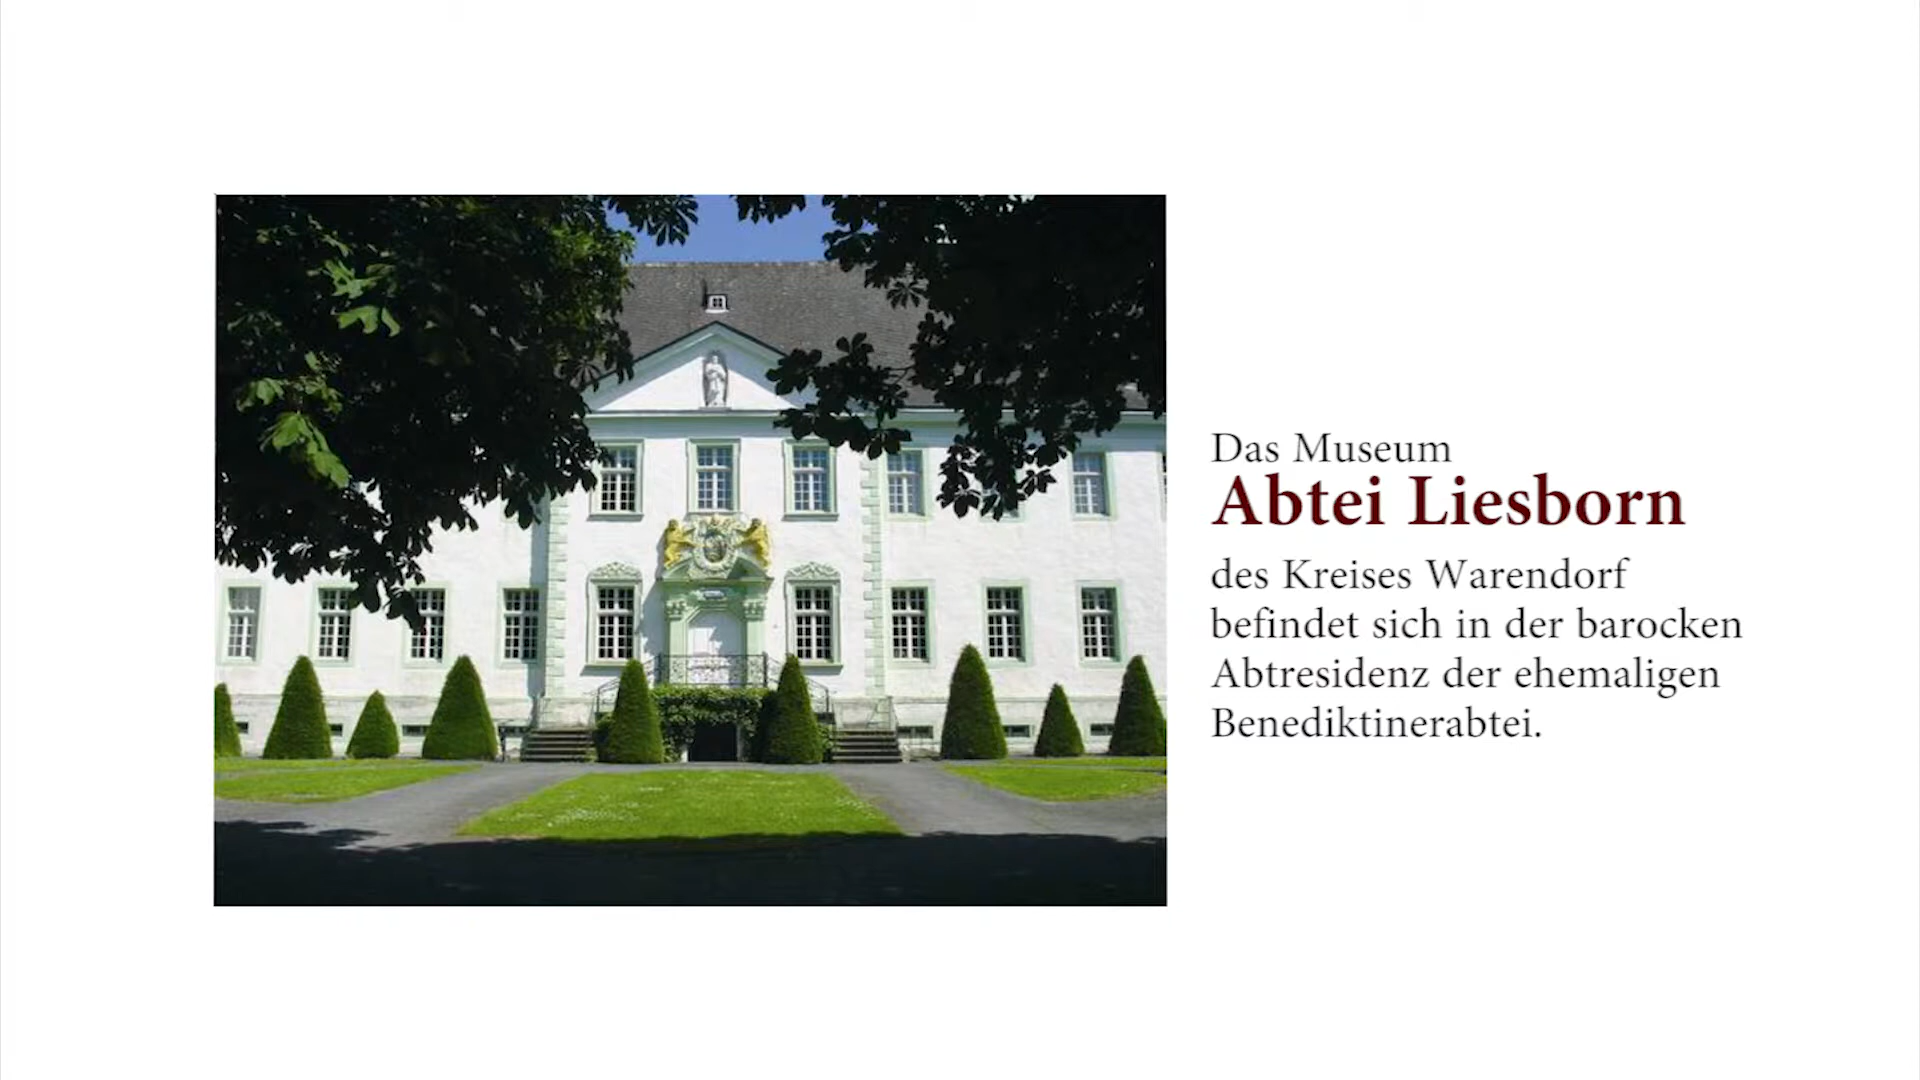 Das Museum
Abtei Liesborn
des Kreises Warendorf
befindet sich in der barocken
Abtresidenz der ehemaligen
Benediktinerabtei.